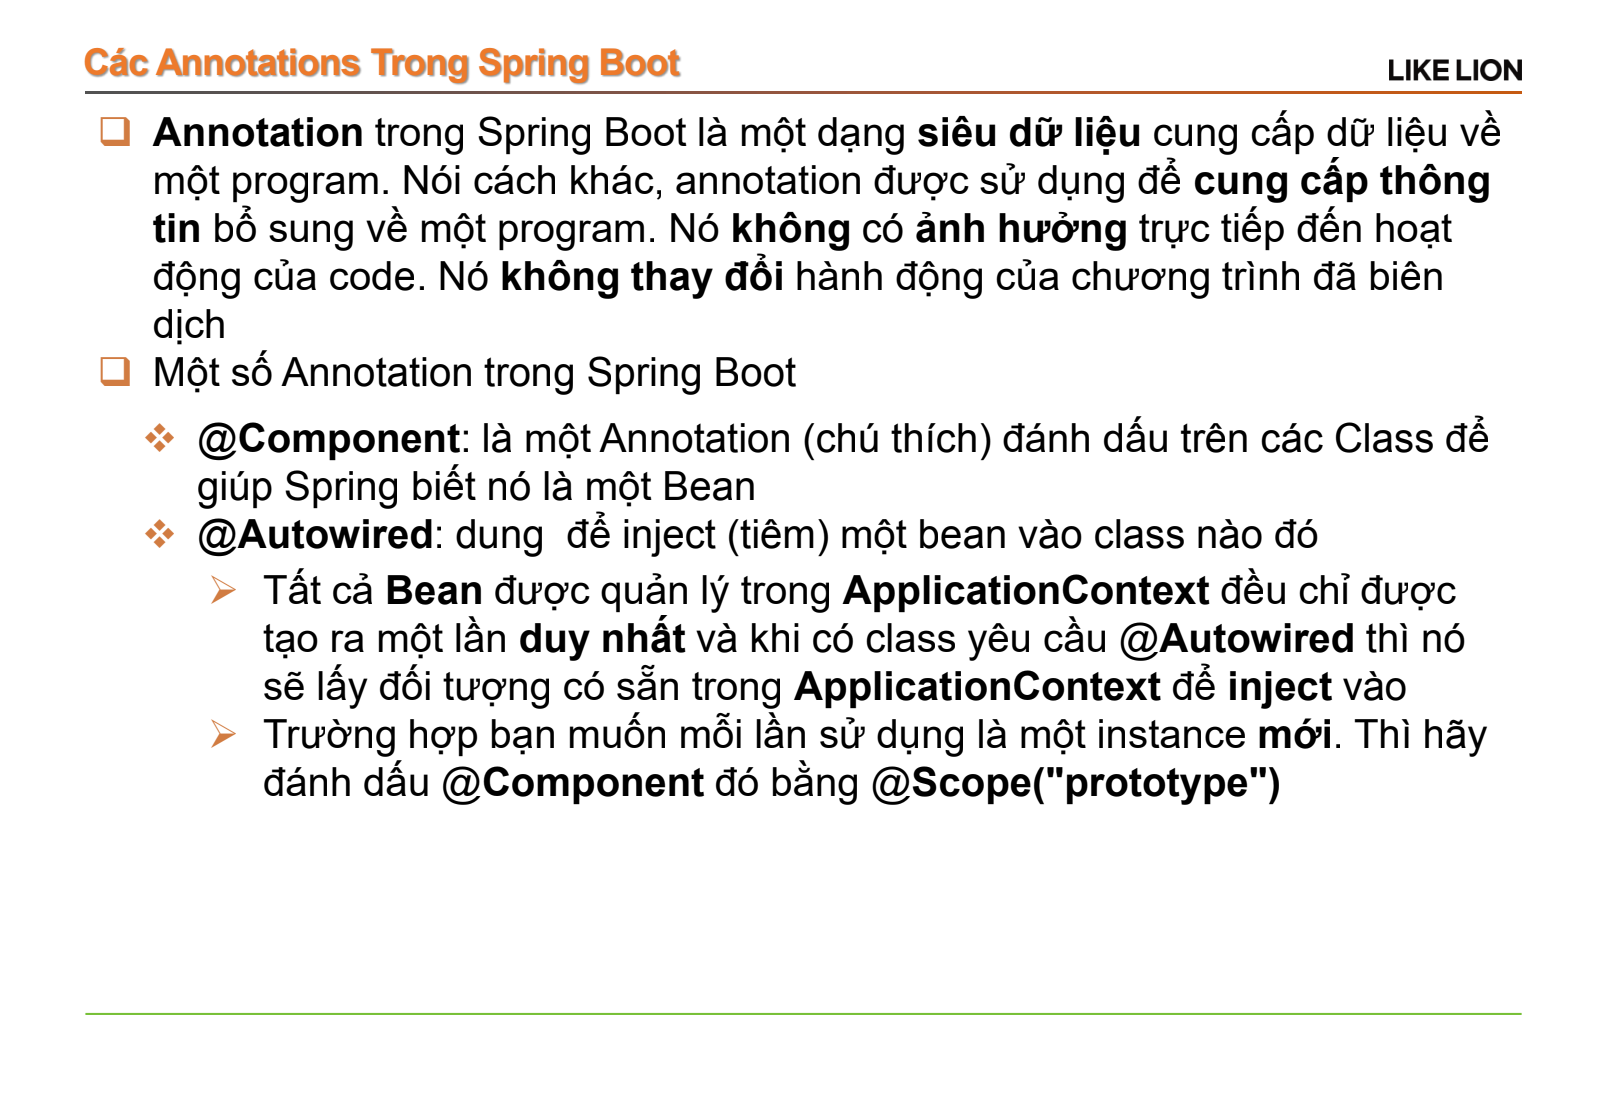 Các Annotations Trong Spring Boot
LIKE LION
Annotation trong Spring Boot là một dạng siêu dữ liệu cung cấp dữ liệu về
một program. Nói cách khác, annotation được sử dụng để cung cấp thông
tin bổ sung về một program. Nó không có ảnh hưởng trực tiếp đến hoạt
động của code. Nó không thay đổi hành động của chương trình đã biên
dịch
Một số Annotation trong Spring Boot
@Component: là một Annotation (chú thích) đánh dấu trên các Class để
giúp Spring biết nó là một Bean
@Autowired: dung  để inject (tiêm) một bean vào class nào đó
Tất cả Bean được quản lý trong ApplicationContext đều chỉ được
tạo ra một lần duy nhất và khi có class yêu cầu @Autowired thì nó
sẽ lấy đối tượng có sẵn trong ApplicationContext để inject vào
Trường hợp bạn muốn mỗi lần sử dụng là một instance mới. Thì hãy
đánh dấu @Component đó bằng @Scope("prototype")